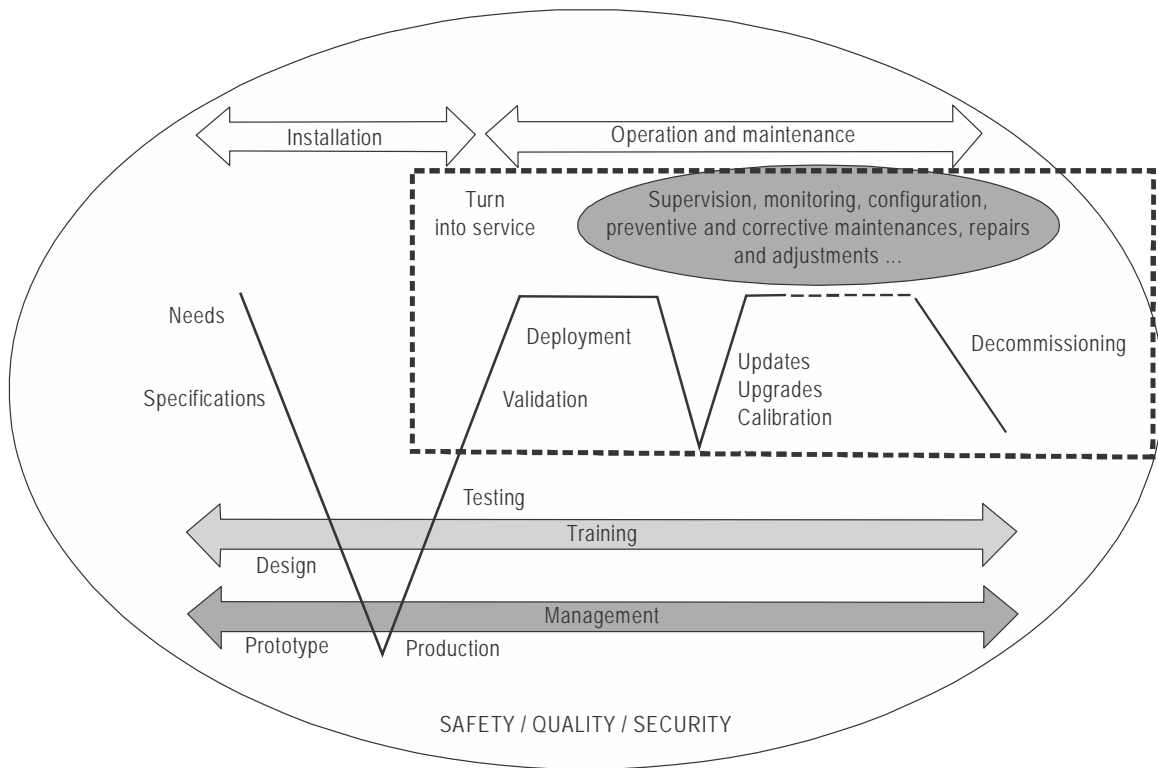 Installation
Operation and maintenance
Turn
into service
Supervision, monitoring, configuration,
preventive and corrective maintenances, repairs
and adjustments ...
Needs
Deployment
Decommissioning
Specifications
Validation
Updates
Upgrades
Calibration
Testing
Training
Design
Management
Prototype
Production
SAFETY / QUALITY / SECURITY